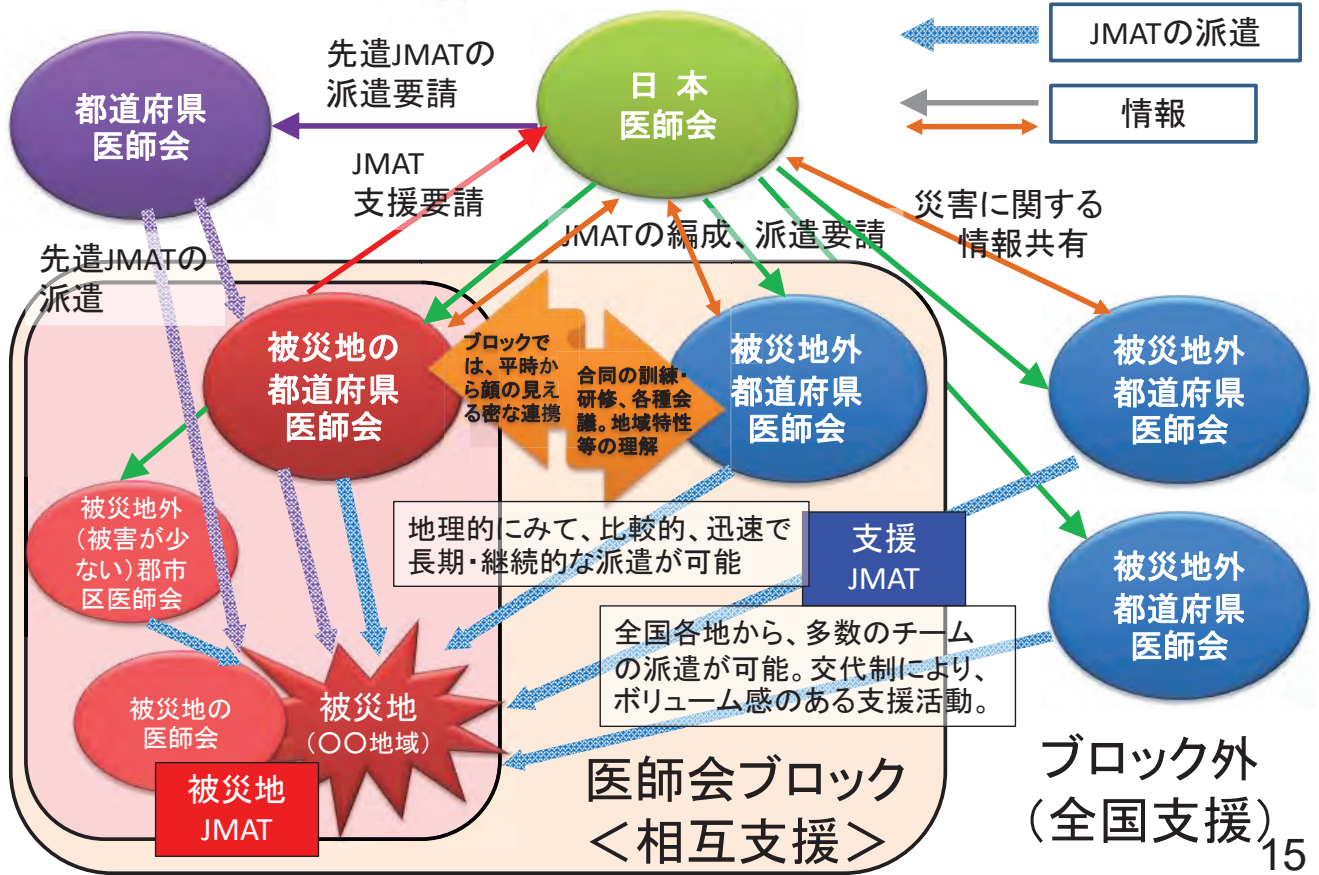 先遣JMATの
派遣要請
日 本
医師会
都道府県
医師会
JMATの派遣
情報
JMAT
支援要請
災害に関する
情報共有
JMATの編成、派遣要請
先遣JMATの
派遣
被災地の
都道府県
医師会
ブロックで
は、平時か
ら顔の見え
る密な連携
合同の訓練・
研修、各種会
議。地域特性
等の理解
被災地外
都道府県
医師会
被災地外
都道府県
医師会
被災地外
(被害が少
ない)郡市
区医師会
地理的にみて、比較的、迅速で
長期・継続的な派遣が可能
支援
JMAT
被災地外
都道府県
医師会
全国各地から、多数のチーム
の派遣が可能。交代制により、
ボリューム感のある支援活動。
被災地の
医師会
被災地
(〇〇地域)
被災地
JMAT
医師会ブロック
<相互支援>
ブロック外
(全国支援)
15